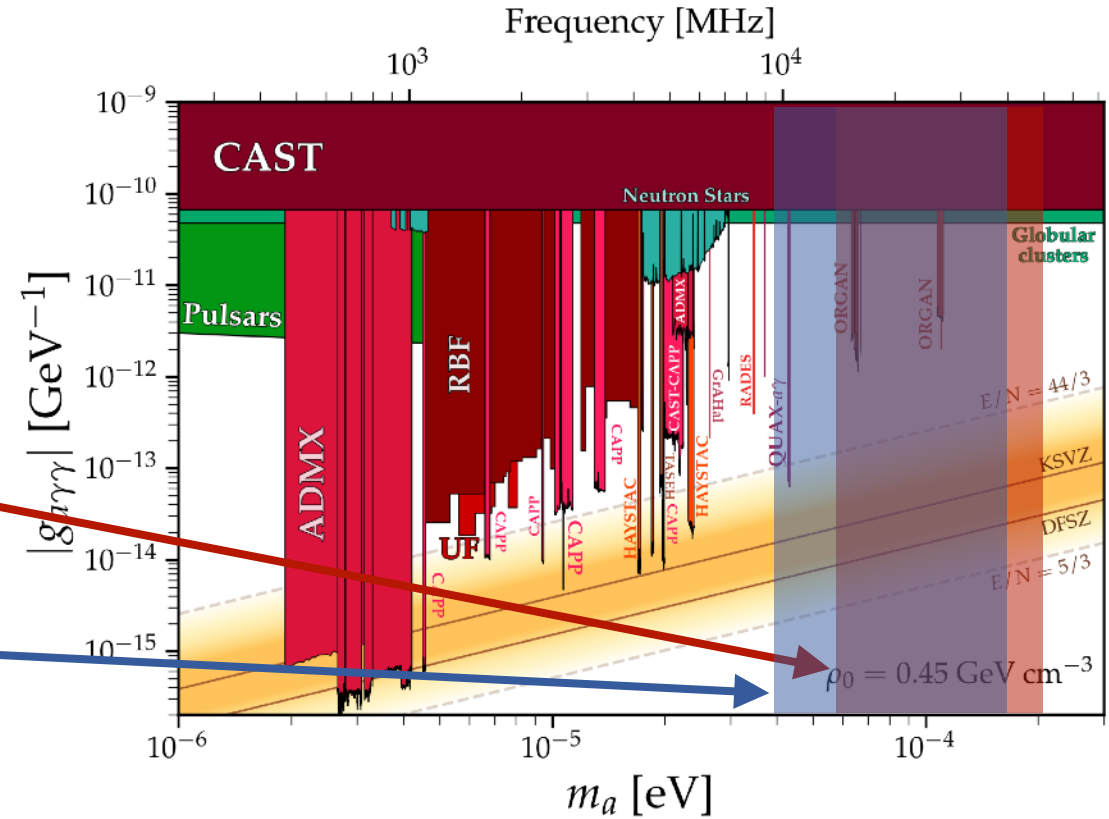 Frequency [MHz]
10³
10⁴
10⁻⁹
10⁻¹⁰
10⁻¹¹
10⁻¹²
10⁻¹³
10⁻¹⁴
10⁻¹⁵
|g_aγγ| [GeV⁻¹]
CAST
Neutron Stars
Globular
clusters
Pulsars
ADMX
RBF
UF
CAPP
CAPP
CAPP
CAPP
CAPP
HAYSTAC
TASEH
CAPP
CAST-CAPP
ADMX
HAYSTAC
GrAHal
RADES
QUAX-aγ
ORGAN
ORGAN
E/N = 44/3
KSVZ
DFSZ
E/N = 5/3
ρ₀ = 0.45 GeV cm⁻³
10⁻⁶
10⁻⁵
10⁻⁴
mₐ [eV]